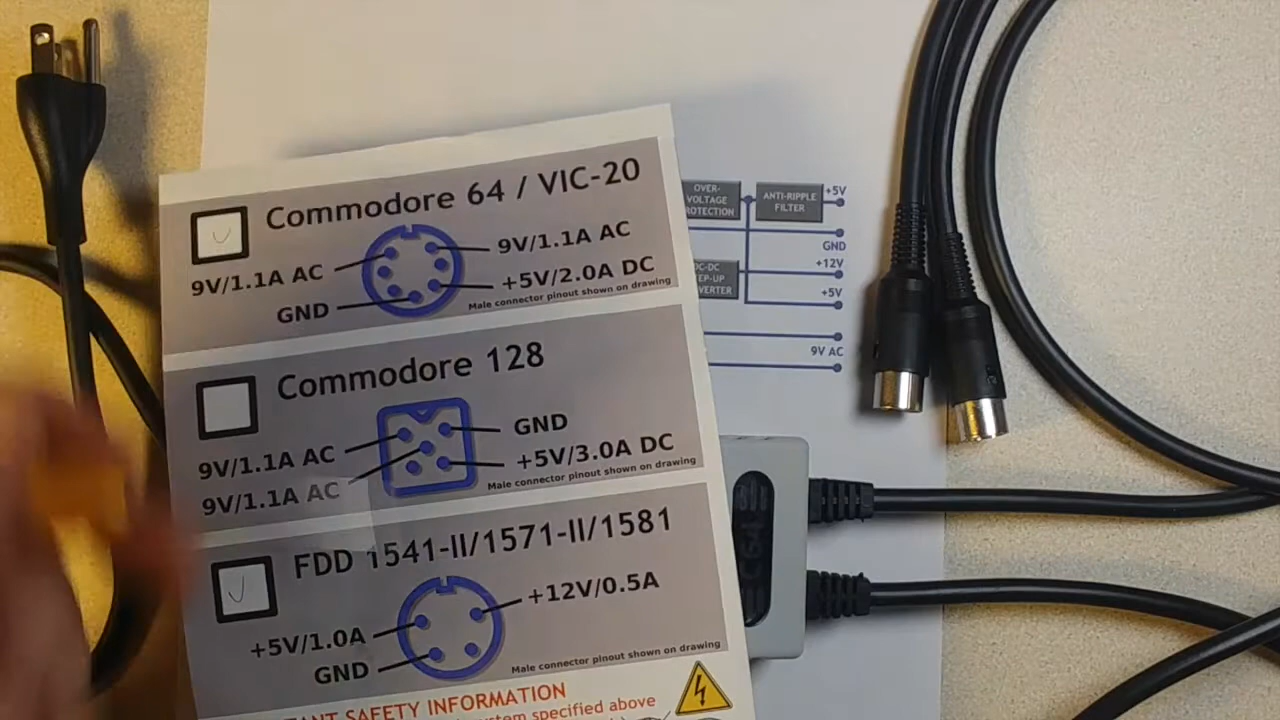 Commodore 64 / VIC-20
9V/1.1A AC
9V/1.1A AC
+5V/2.0A DC
GND
Male connector pinout shown on drawing
Commodore 128
GND
9V/1.1A AC
+5V/3.0A DC
9V/1.1A AC
Male connector pinout shown on drawing
FDD 1541-II/1571-II/1581
+12V/0.5A
+5V/1.0A
GND
Male connector pinout shown on drawing
SAFETY INFORMATION
system specified above
OVER-
VOLTAGE
ANTI-RIPPLE
FILTER
+5V
GND
+12V
+5V
9V AC